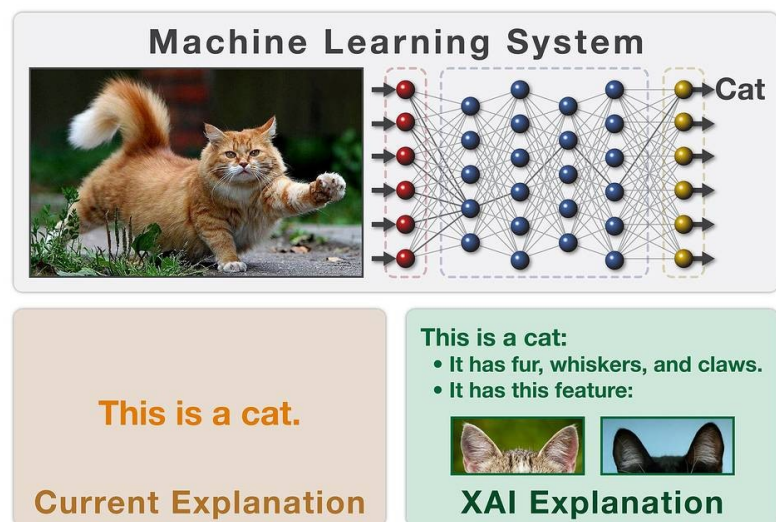 Machine Learning System
Cat
This is a cat.
Current Explanation
This is a cat:
• It has fur, whiskers, and claws.
• It has this feature:
XAI Explanation